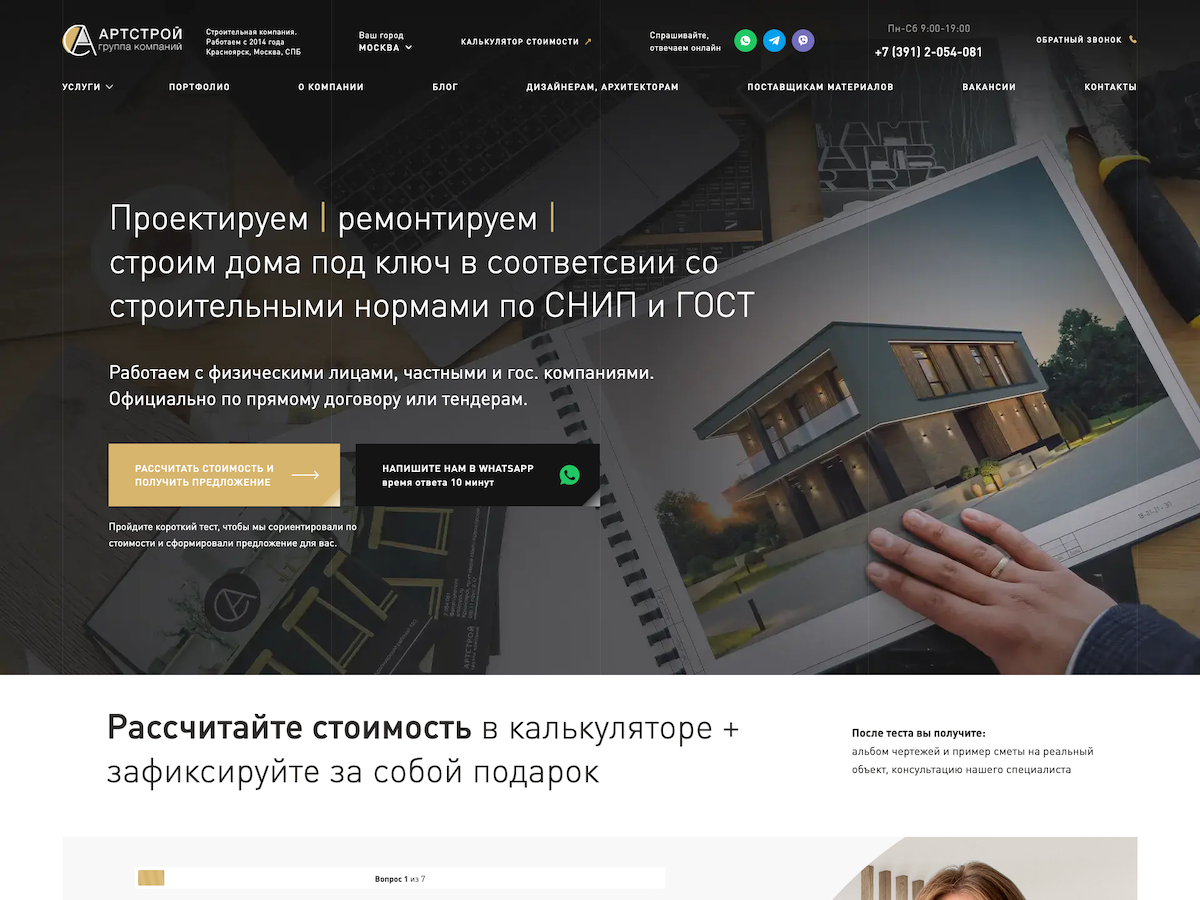 АРТСТРОЙ
группа компаний
Строительная компания.
Работаем с 2014 года
Красноярск, Москва, СПБ
Ваш город
МОСКВА
КАЛЬКУЛЯТОР СТОИМОСТИ
Спрашивайте,
отвечаем онлайн
Пн-Сб 9:00-19:00
+7 (391) 2-054-081
ОБРАТНЫЙ ЗВОНОК
УСЛУГИ
ПОРТФОЛИО
О КОМПАНИИ
БЛОГ
ДИЗАЙНЕРАМ, АРХИТЕКТОРАМ
ПОСТАВЩИКАМ МАТЕРИАЛОВ
ВАКАНСИИ
КОНТАКТЫ
Проектируем | ремонтируем |
строим дома под ключ в соответсвии со
строительными нормами по СНИП и ГОСТ
Работаем с физическими лицами, частными и гос. компаниями.
Официально по прямому договору или тендерам.
РАССЧИТАТЬ СТОИМОСТЬ И
ПОЛУЧИТЬ ПРЕДЛОЖЕНИЕ
НАПИШИТЕ НАМ В WHATSAPP
время ответа 10 минут
Пройдите короткий тест, чтобы мы сориентировали по
стоимости и сформировали предложение для вас.
АРТСТРОЙ
Рассчитайте стоимость в калькуляторе +
зафиксируйте за собой подарок
После теста вы получите:
альбом чертежей и пример сметы на реальный
объект, консультацию нашего специалиста
Вопрос 1 из 7